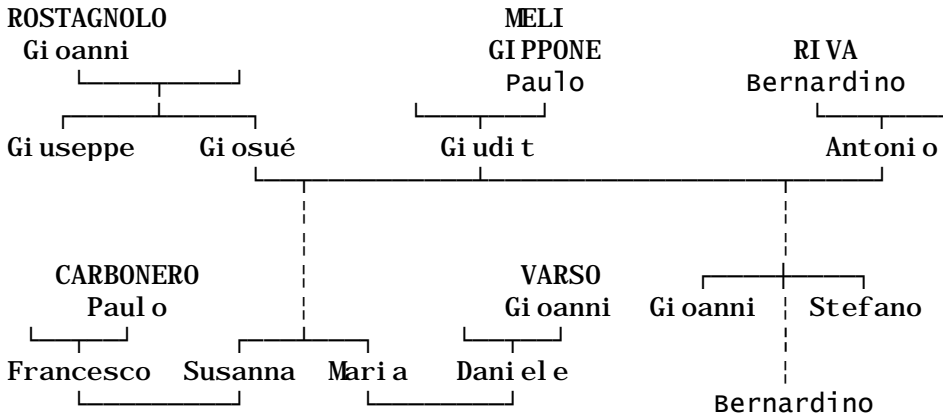 ROSTAGNOLO MELI
Gioanni GIPPONE RIVA
Paulo Bernardino
Giuseppe Giosué Giudit Antonio
CARBONERO VARSO
Paulo Gioanni Gioanni Stefano
Francesco Susanna Maria Daniele
Bernardino